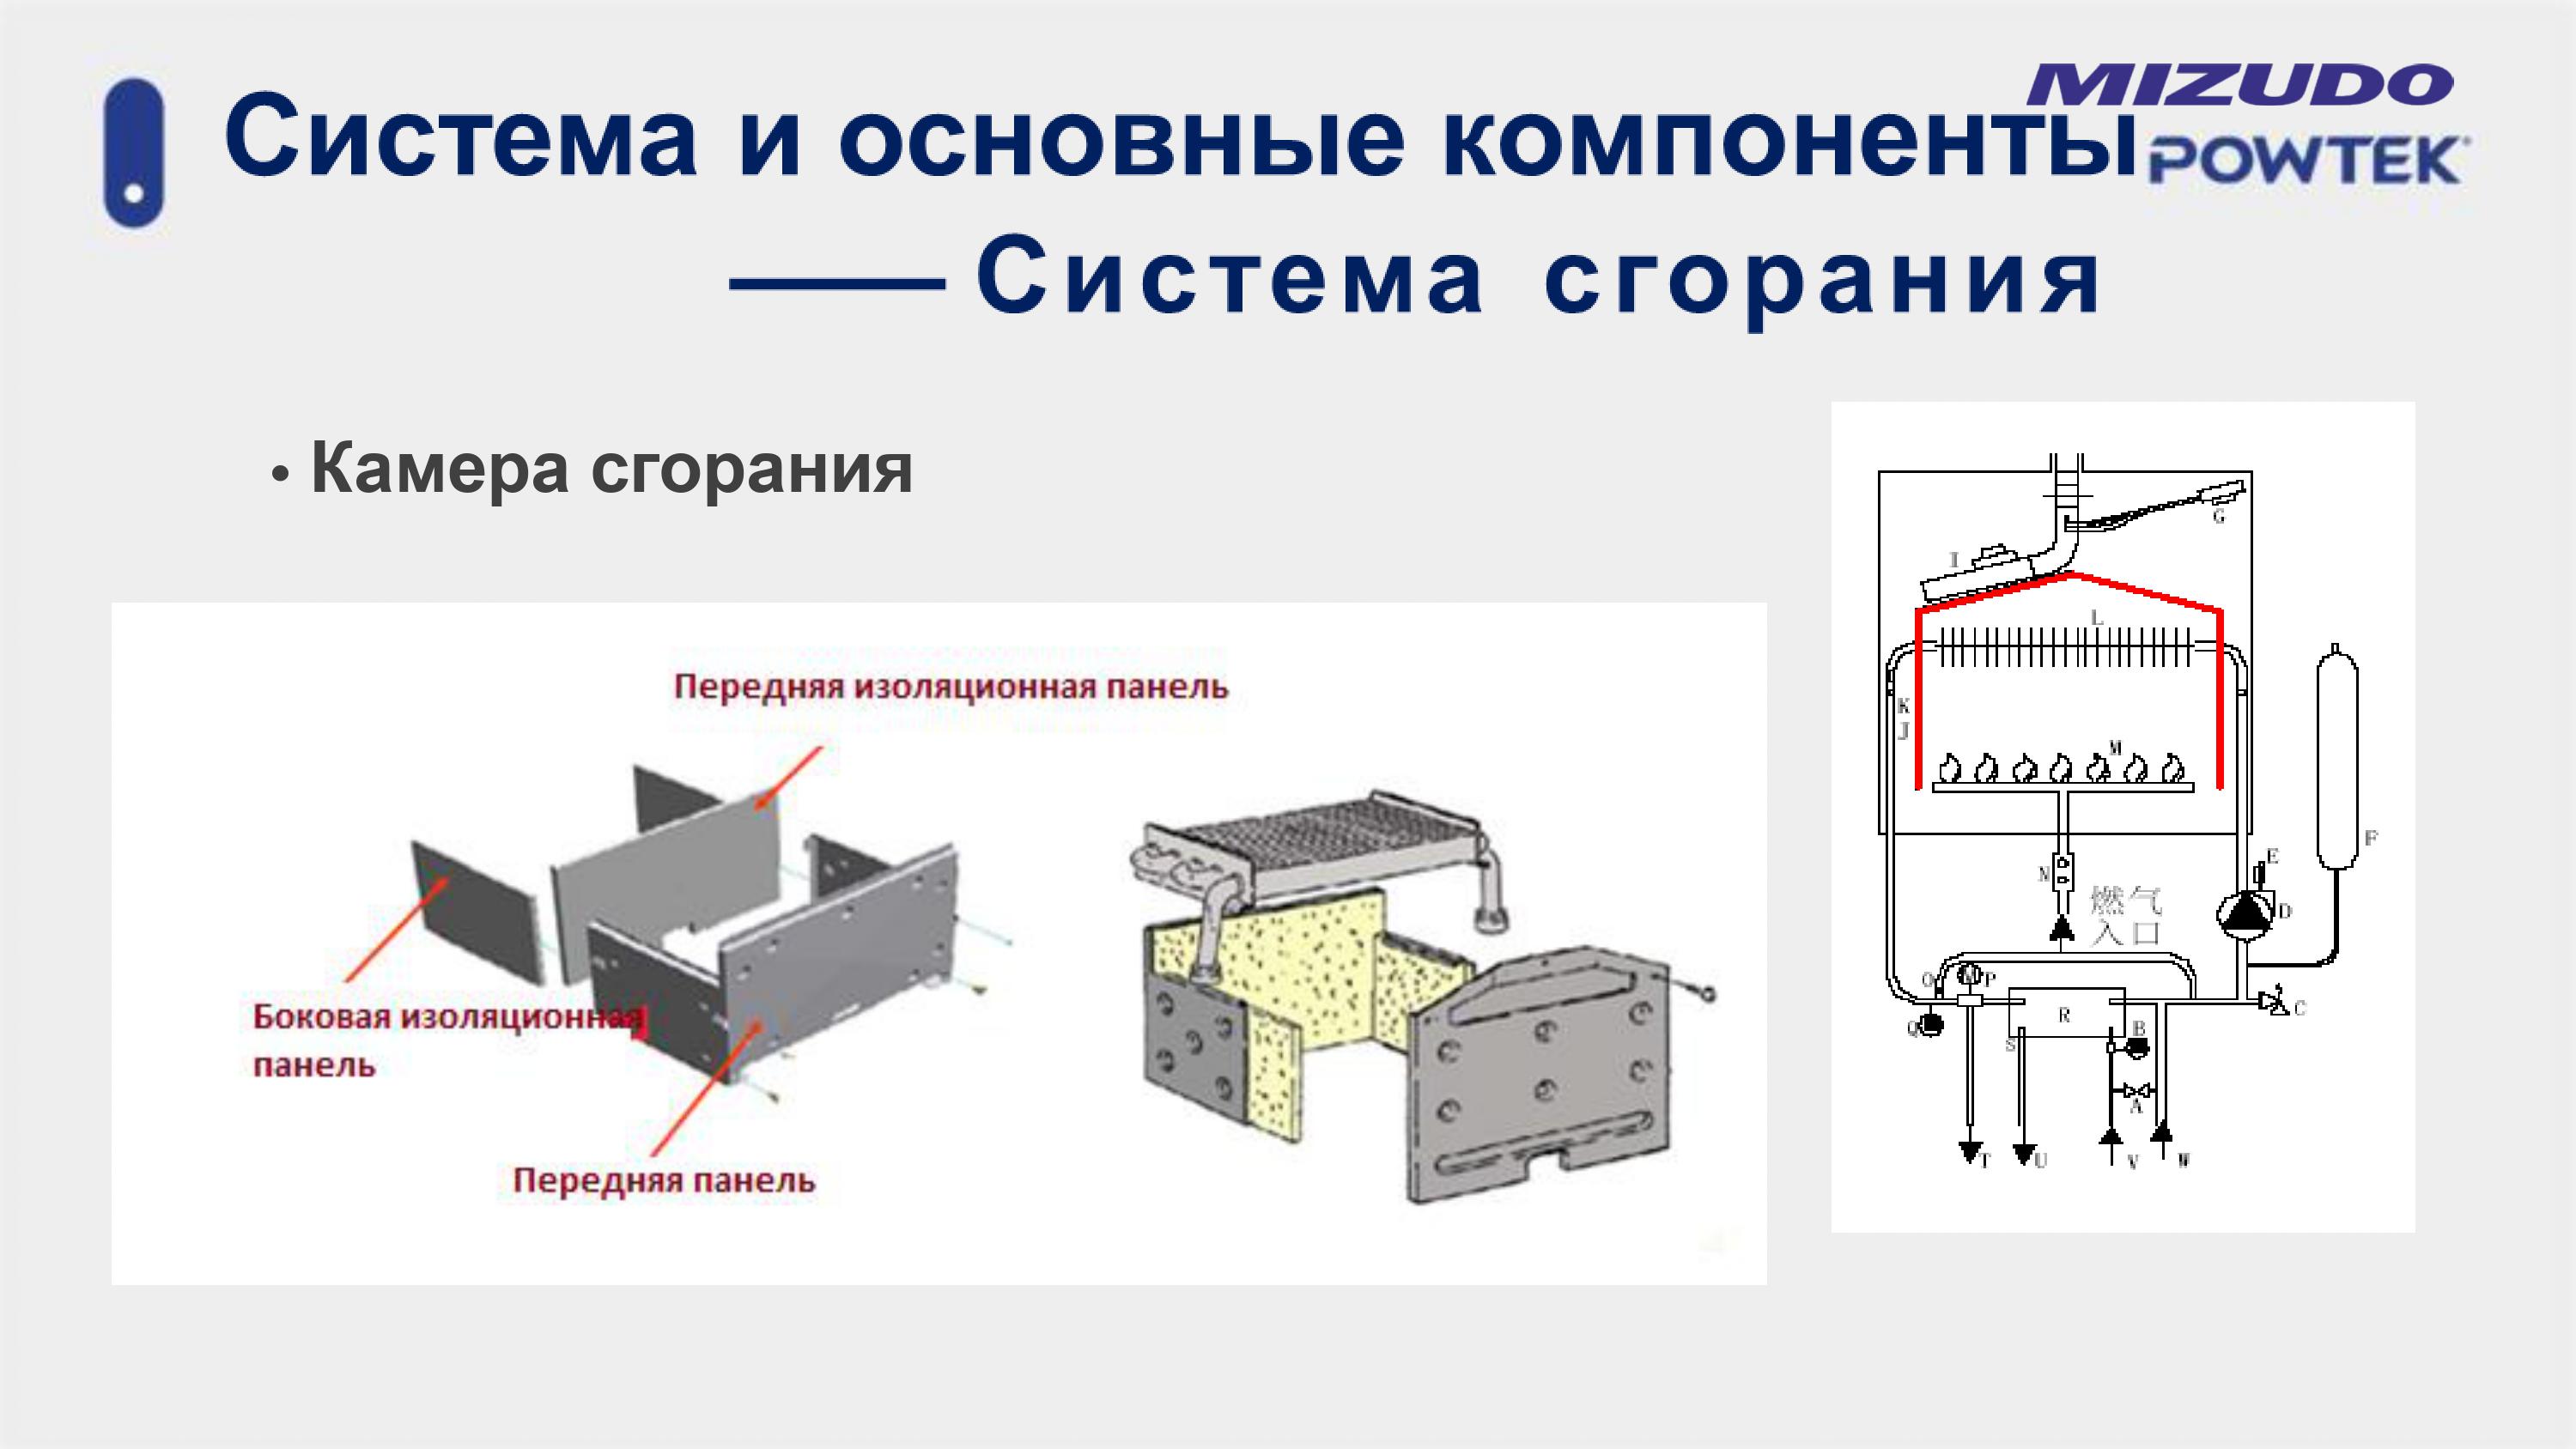 MIZUDO
Система и основные компоненты
POWTEK
Система сгорания
• Камера сгорания
Передняя изоляционная панель
Боковая изоляционная
панель
Передняя панель
G
I
L
K
J
M
F
E
N
燃气
D
入口
O
M P
C
R
Q
B
S
A
T
U
V
W